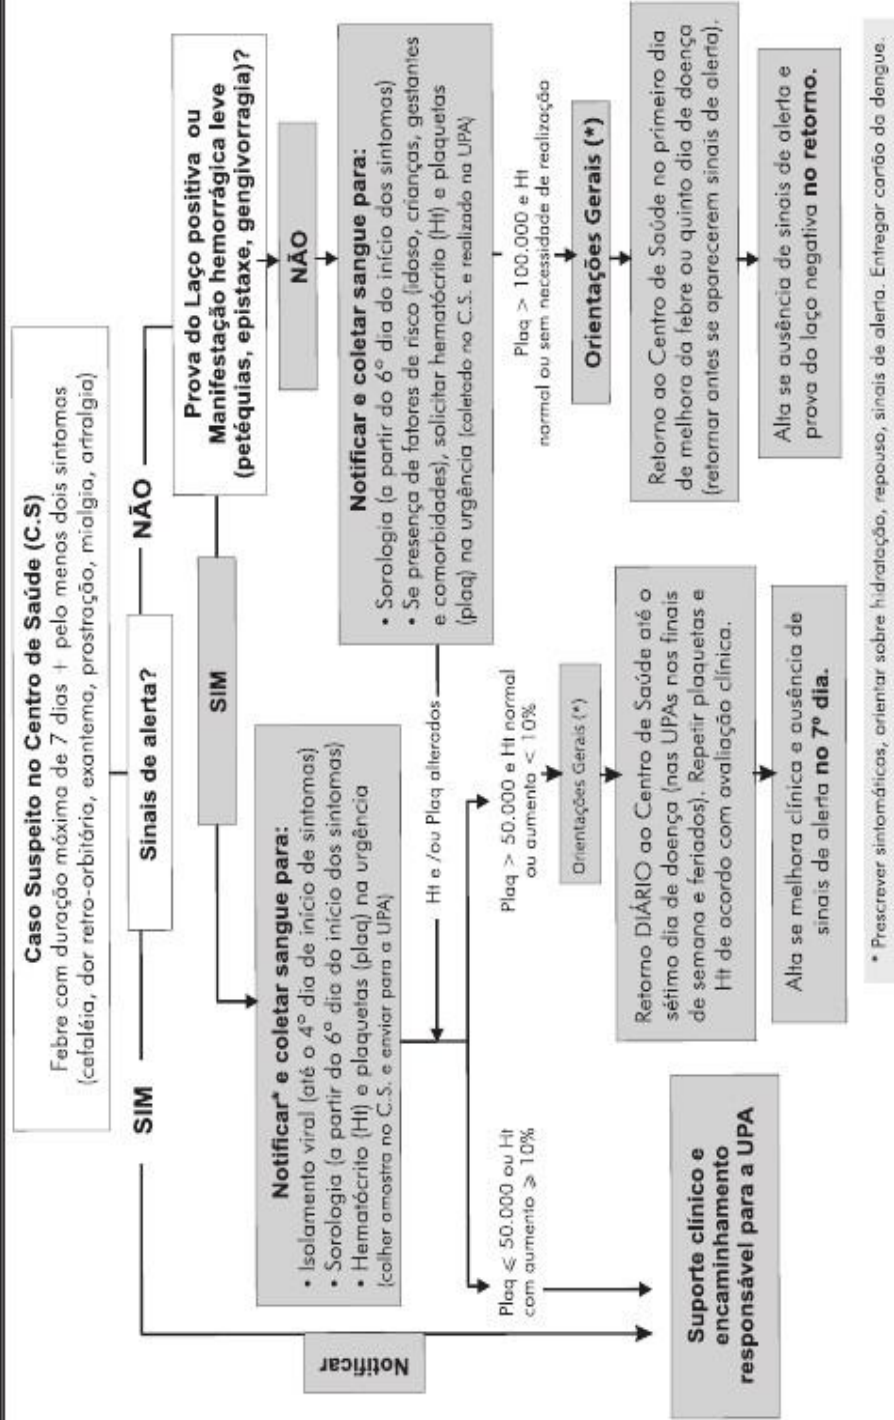 Caso Suspeito no Centro de Saúde (C.S)
Febre com duração máxima de 7 dias + pelo menos dois sintomas
(cefaléia, dor retro-orbitária, exantema, prostração, mialgia, artralgia)
Sinais de alerta?
SIM
NÃO
Prova do Laço positiva ou
Manifestação hemorrágica leve
(petéquias, epistaxe, gengivorragia)?
SIM
NÃO
Notificar
Notificar* e coletar sangue para:
• Isolamento viral (até o 4º dia de início de sintomas)
• Sorologia (a partir do 6º dia do início dos sintomas)
• Hematócrito (Ht) e plaquetas (plaq) na urgência
(colher amostra no C.S. e enviar para a UPA)
Notificar e coletar sangue para:
• Sorologia (a partir do 6º dia do início dos sintomas)
• Se presença de fatores de risco (idoso, crianças, gestantes
e comorbidades), solicitar hematócrito (Ht) e plaquetas
(plaq) na urgência (coletado no C.S. e realizado na UPA)
Ht e /ou Plaq alterados
Plaq ⩽ 50.000 ou Ht
com aumento ⩾ 10%
Plaq > 50.000 e Ht normal
ou aumento < 10%
Plaq > 100.000 e Ht
normal ou sem necessidade de realização
Suporte clínico e
encaminhamento
responsável para a UPA
Orientações Gerais (*)
Retorno DIÁRIO ao Centro de Saúde até o
sétimo dia de doença (nas UPAs nos finais
de semana e feriados). Repetir plaquetas e
Ht de acordo com avaliação clínica.
Alta se melhora clínica e ausência de
sinais de alerta no 7º dia.
Orientações Gerais (*)
Retorno ao Centro de Saúde no primeiro dia
de melhora da febre ou quinto dia de doença
(retornar antes se aparecerem sinais de alerta).
Alta se ausência de sinais de alerta e
prova do laço negativa no retorno.
* Prescrever sintomáticos, orientar sobre hidratação, repouso, sinais de alerta. Entregar cartão da dengue.